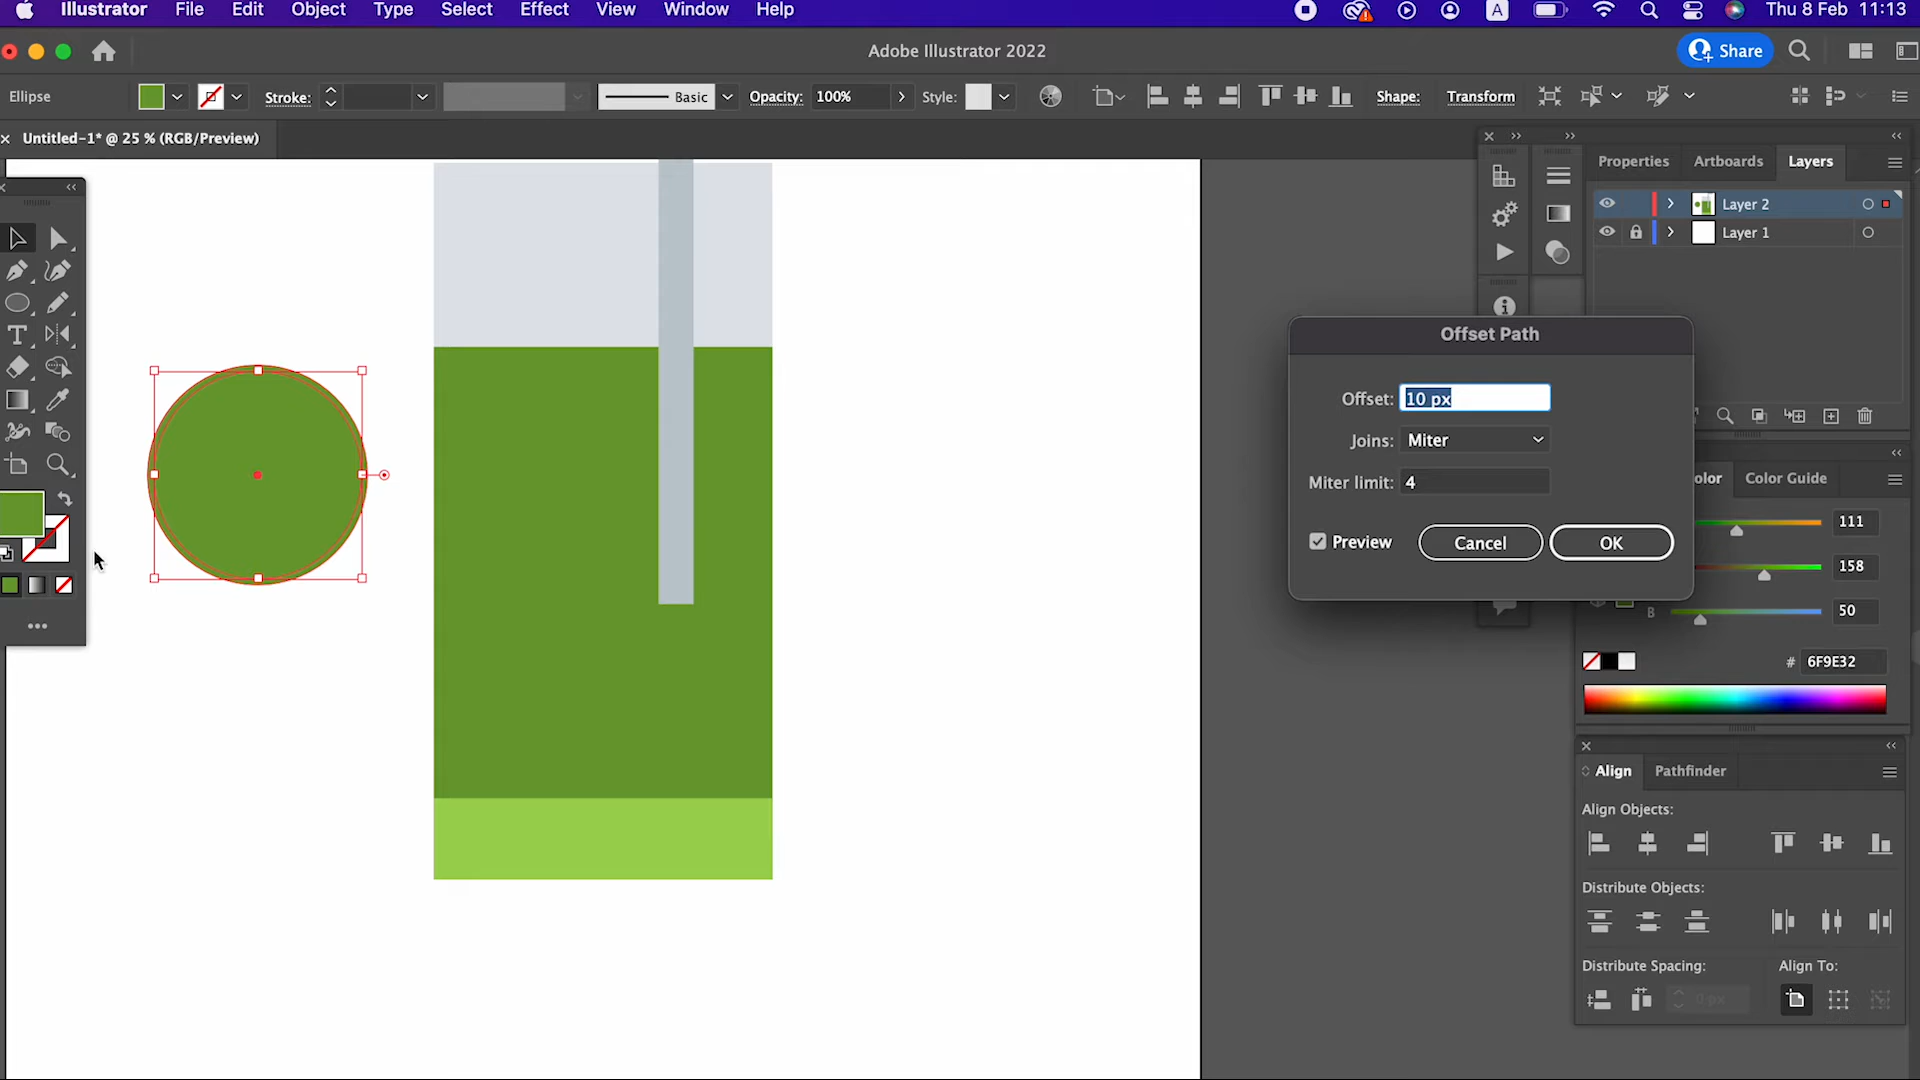 Illustrator File Edit Object Type Select Effect View Window Help A Thu 8 Feb 11:13
Adobe Illustrator 2022 Share
Ellipse Stroke: Basic Opacity: 100% Style: Shape: Transform
Untitled-1* @ 25 % (RGB/Preview)
Properties Artboards Layers
Layer 2
Layer 1
Offset Path
Offset: 10 px
Joins: Miter
Miter limit: 4
Preview Cancel OK
olor Color Guide
111
158
B 50
# 6F9E32
Align Pathfinder
Align Objects:
Distribute Objects:
Distribute Spacing: Align To:
0 px